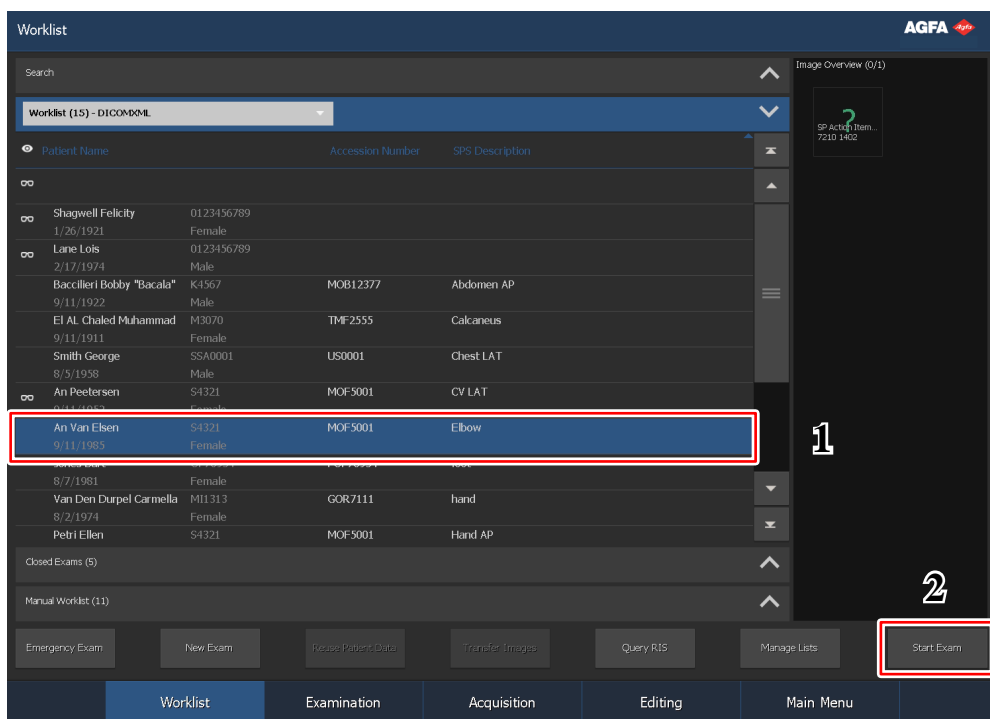 Worklist
AGFA
Agfa
Search
Image Overview (0/1)
Worklist (15) - DICOMXML
?
SP Action Item...
7210 1402
Patient Name Accession Number SPS Description
Shagwell Felicity 0123456789
1/26/1921 Female
Lane Lois 0123456789
2/17/1974 Male
Baccilieri Bobby "Bacala" K4567 MOB12377 Abdomen AP
9/11/1922 Male
El AL Chaled Muhammad M3070 TMF2555 Calcaneus
9/11/1911 Female
Smith George SSA0001 US0001 Chest LAT
8/5/1958 Male
An Peetersen S4321 MOF5001 CV LAT
An Van Elsen S4321 MOF5001 Elbow
9/11/1985 Female
1
8/7/1981 Female
Van Den Durpel Carmella MI1313 GOR7111 hand
8/2/1974 Female
Petri Ellen S4321 MOF5001 Hand AP
Closed Exams (5)
2
Manual Worklist (11)
Emergency Exam New Exam Reuse Patient Data Transfer Images Query RIS Manage Lists Start Exam
Worklist Examination Acquisition Editing Main Menu